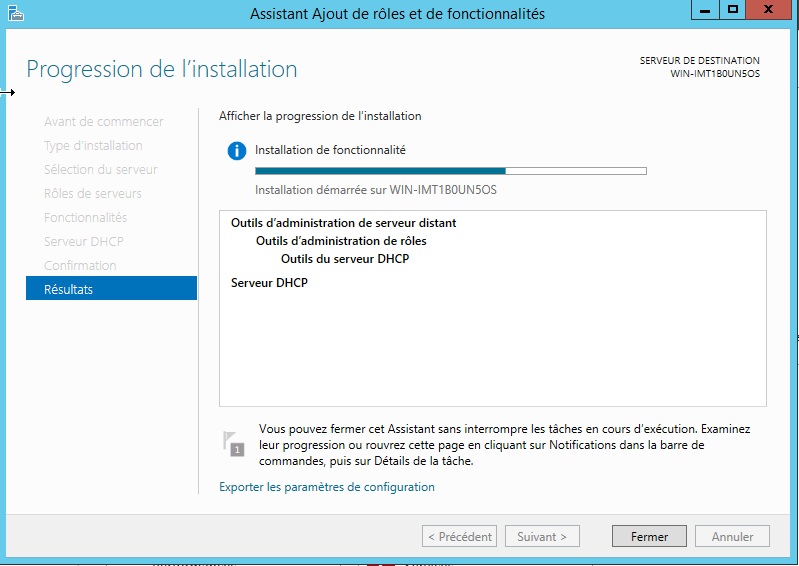 Assistant Ajout de rôles et de fonctionnalités
Progression de l'installation
SERVEUR DE DESTINATION
WIN-IMT1B0UN5OS
Avant de commencer
Type d'installation
Sélection du serveur
Rôles de serveurs
Fonctionnalités
Serveur DHCP
Confirmation
Résultats
Afficher la progression de l'installation
Installation de fonctionnalité
Installation démarrée sur WIN-IMT1B0UN5OS
Outils d'administration de serveur distant
Outils d'administration de rôles
Outils du serveur DHCP
Serveur DHCP
1
Vous pouvez fermer cet Assistant sans interrompre les tâches en cours d'exécution. Examinez
leur progression ou rouvrez cette page en cliquant sur Notifications dans la barre de
commandes, puis sur Détails de la tâche.
Exporter les paramètres de configuration
< Précédent
Suivant >
Fermer
Annuler